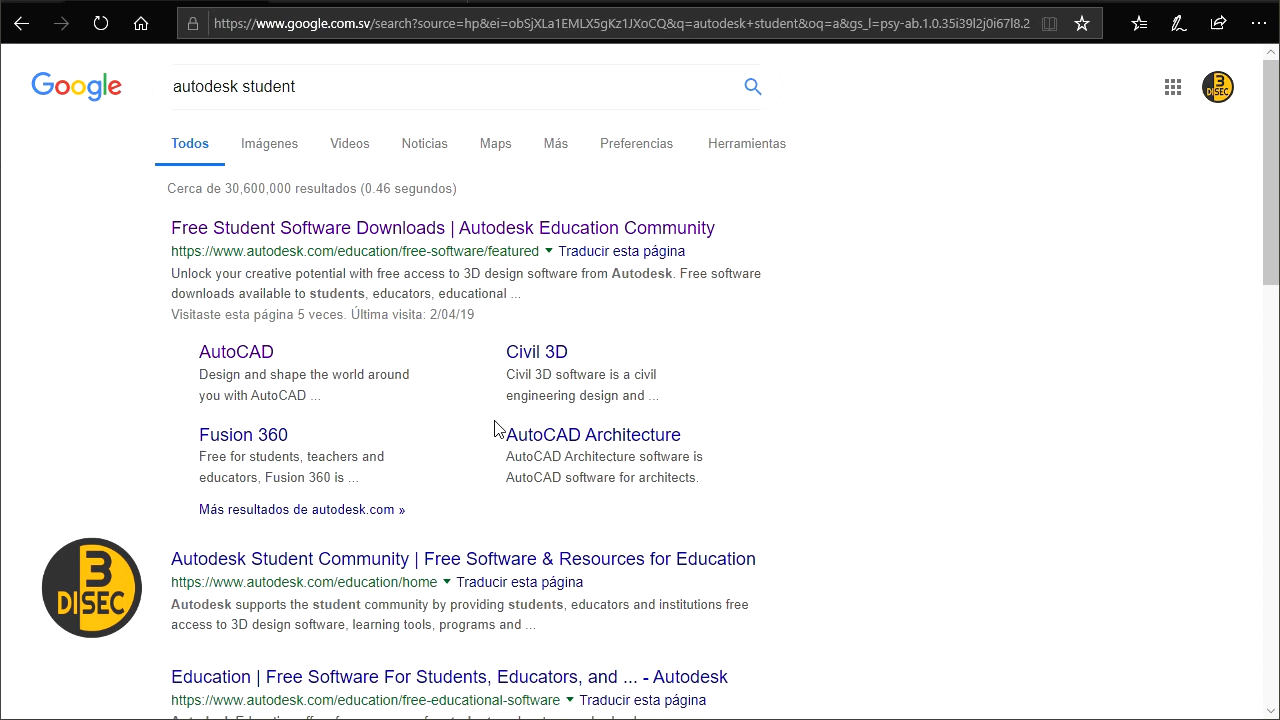 https://www.google.com.sv/search?source=hp&ei=obSjXLa1EMLX5gKz1JXoCQ&q=autodesk+student&oq=a&gs_l=psy-ab.1.0.35i39l2j0i67l8.2
Google
autodesk student
3
DISEC
Todos Imágenes Videos Noticias Maps Más Preferencias Herramientas
Cerca de 30,600,000 resultados (0.46 segundos)
Free Student Software Downloads | Autodesk Education Community
https://www.autodesk.com/education/free-software/featured Traducir esta página
Unlock your creative potential with free access to 3D design software from Autodesk. Free software
downloads available to students, educators, educational ...
Visitaste esta página 5 veces. Última visita: 2/04/19
AutoCAD
Design and shape the world around
you with AutoCAD ...
Civil 3D
Civil 3D software is a civil
engineering design and ...
Fusion 360
Free for students, teachers and
educators, Fusion 360 is ...
AutoCAD Architecture
AutoCAD Architecture software is
AutoCAD software for architects.
Más resultados de autodesk.com »
3
DISEC
Autodesk Student Community | Free Software & Resources for Education
https://www.autodesk.com/education/home Traducir esta página
Autodesk supports the student community by providing students, educators and institutions free
access to 3D design software, learning tools, programs and ...
Education | Free Software For Students, Educators, and ... - Autodesk
https://www.autodesk.com/education/free-educational-software Traducir esta página